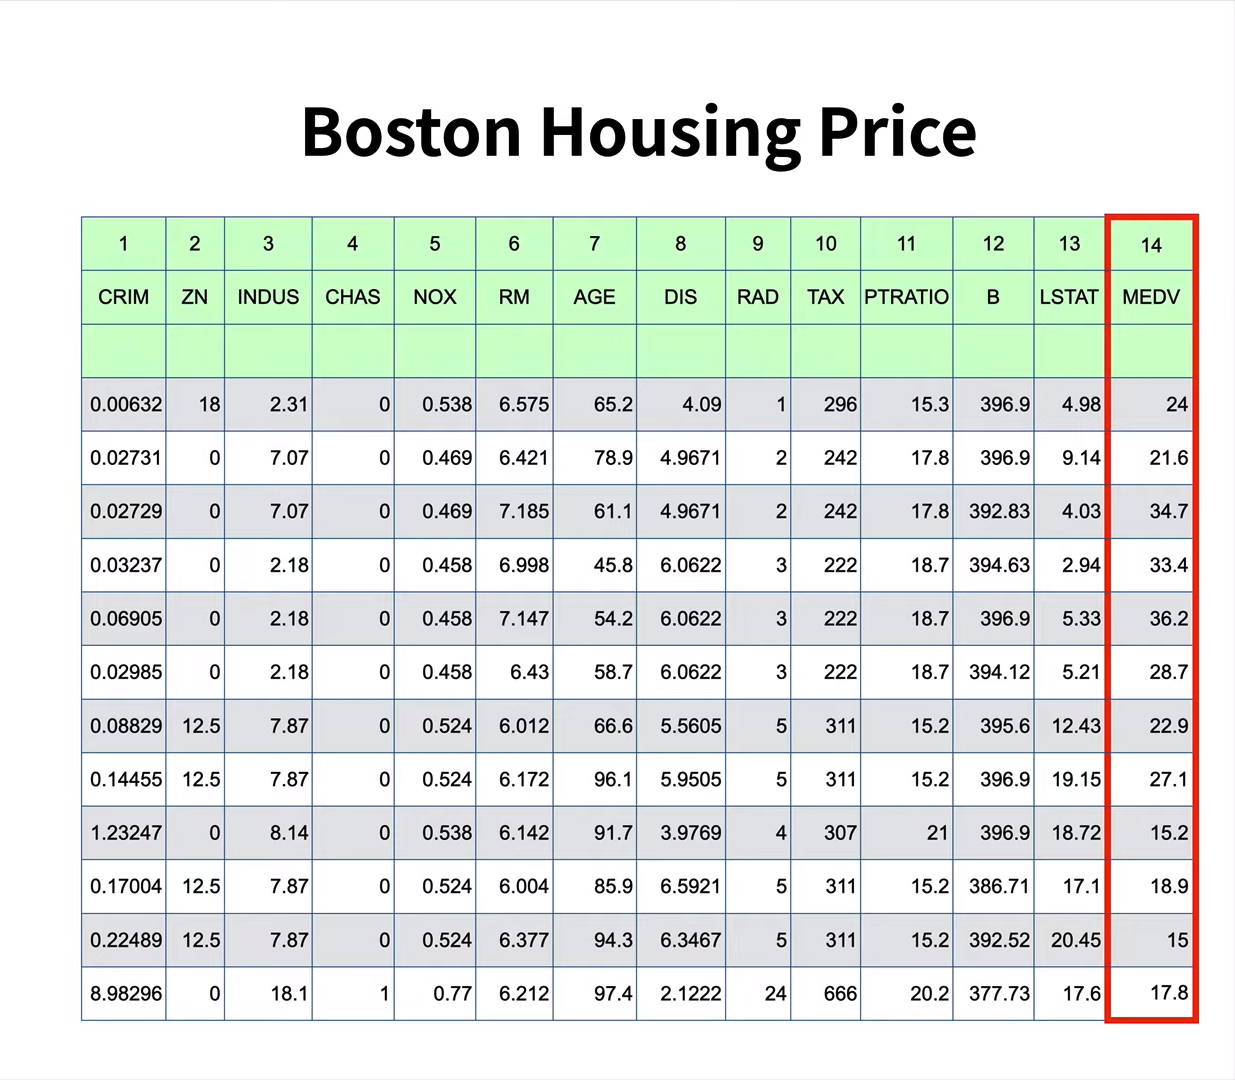 Boston Housing Price
1 2 3 4 5 6 7 8 9 10 11 12 13 14
CRIM ZN INDUS CHAS NOX RM AGE DIS RAD TAX PTRATIO B LSTAT MEDV
0.00632 18 2.31 0 0.538 6.575 65.2 4.09 1 296 15.3 396.9 4.98 24
0.02731 0 7.07 0 0.469 6.421 78.9 4.9671 2 242 17.8 396.9 9.14 21.6
0.02729 0 7.07 0 0.469 7.185 61.1 4.9671 2 242 17.8 392.83 4.03 34.7
0.03237 0 2.18 0 0.458 6.998 45.8 6.0622 3 222 18.7 394.63 2.94 33.4
0.06905 0 2.18 0 0.458 7.147 54.2 6.0622 3 222 18.7 396.9 5.33 36.2
0.02985 0 2.18 0 0.458 6.43 58.7 6.0622 3 222 18.7 394.12 5.21 28.7
0.08829 12.5 7.87 0 0.524 6.012 66.6 5.5605 5 311 15.2 395.6 12.43 22.9
0.14455 12.5 7.87 0 0.524 6.172 96.1 5.9505 5 311 15.2 396.9 19.15 27.1
1.23247 0 8.14 0 0.538 6.142 91.7 3.9769 4 307 21 396.9 18.72 15.2
0.17004 12.5 7.87 0 0.524 6.004 85.9 6.5921 5 311 15.2 386.71 17.1 18.9
0.22489 12.5 7.87 0 0.524 6.377 94.3 6.3467 5 311 15.2 392.52 20.45 15
8.98296 0 18.1 1 0.77 6.212 97.4 2.1222 24 666 20.2 377.73 17.6 17.8